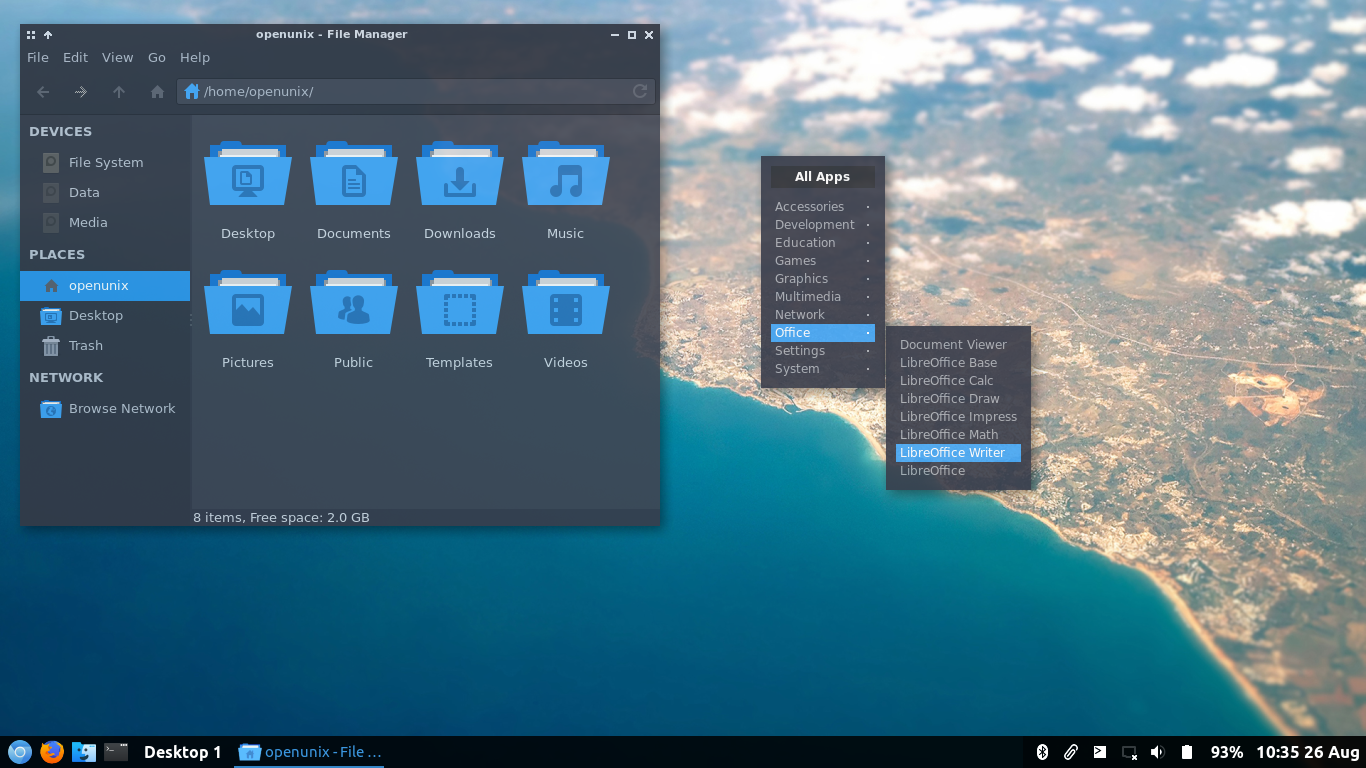 openunix - File Manager
File Edit View Go Help
/home/openunix/
DEVICES
File System
Data
Media
PLACES
openunix
Desktop
Trash
NETWORK
Browse Network
Desktop Documents Downloads Music
Pictures Public Templates Videos
8 items, Free space: 2.0 GB
All Apps
Accessories
Development
Education
Games
Graphics
Multimedia
Network
Office
Settings
System
Document Viewer
LibreOffice Base
LibreOffice Calc
LibreOffice Draw
LibreOffice Impress
LibreOffice Math
LibreOffice Writer
LibreOffice
Desktop 1 openunix - File ... 93% 10:35 26 Aug